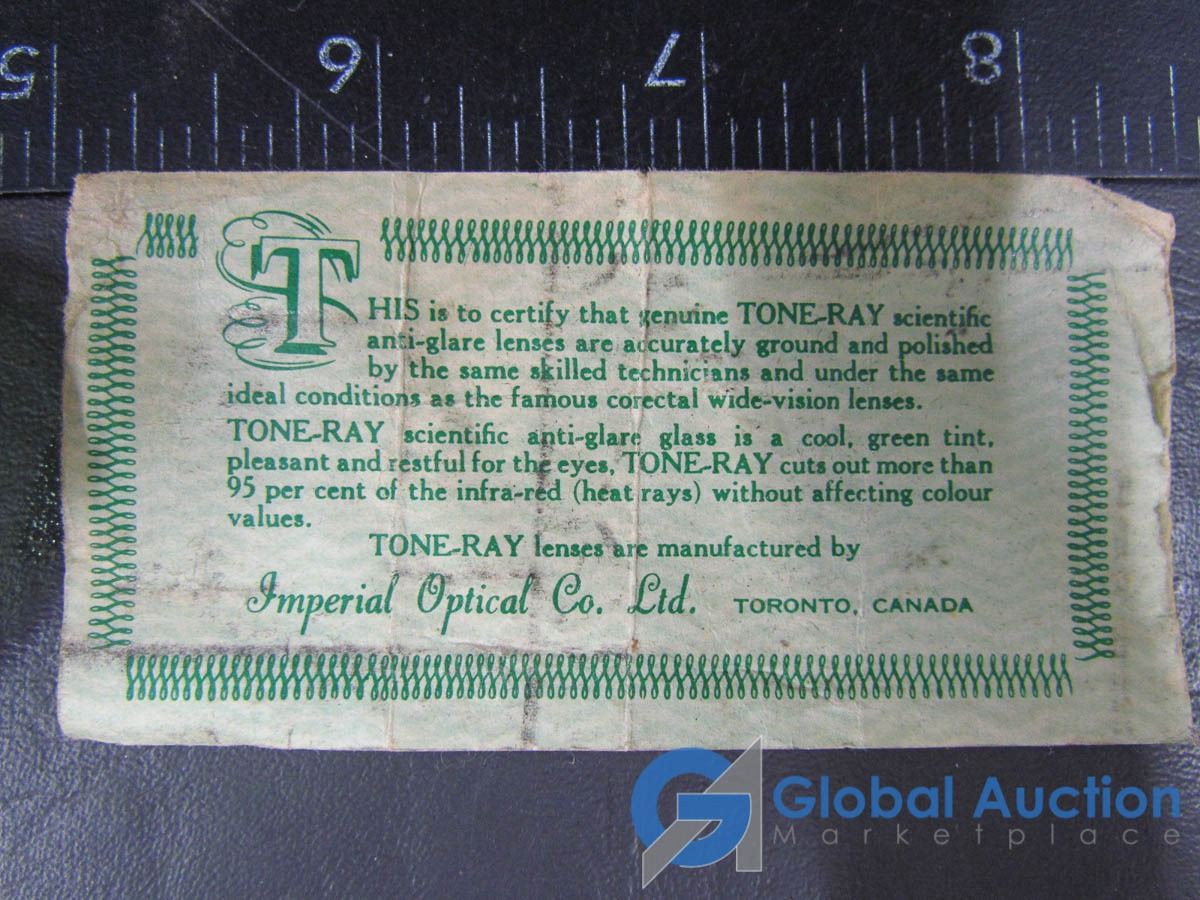 5 6 7 8
THIS is to certify that genuine TONE-RAY scientific
anti-glare lenses are accurately ground and polished
by the same skilled technicians and under the same
ideal conditions as the famous corectal wide-vision lenses.
TONE-RAY scientific anti-glare glass is a cool, green tint,
pleasant and restful for the eyes, TONE-RAY cuts out more than
95 per cent of the infra-red (heat rays) without affecting colour
values.
TONE-RAY lenses are manufactured by
Imperial Optical Co. Ltd. TORONTO, CANADA
GA Global Auction
Marketplace